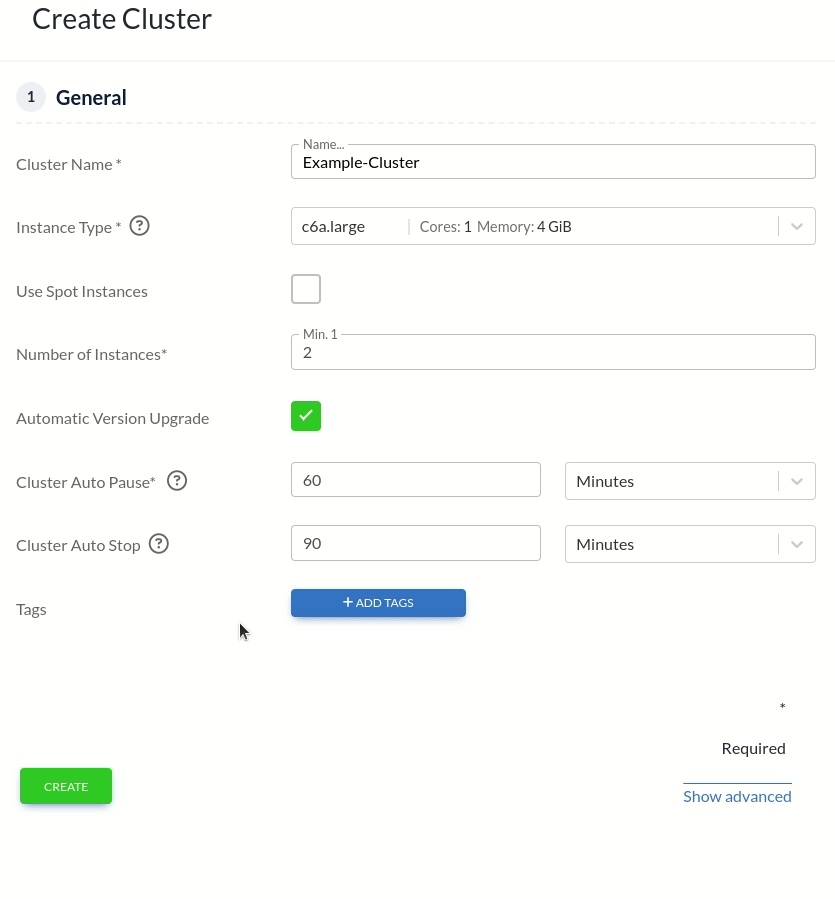 Create Cluster
1 General
Name...
Cluster Name * Example-Cluster
Instance Type * ? c6a.large Cores: 1 Memory: 4 GiB
Use Spot Instances
Min. 1
Number of Instances* 2
Automatic Version Upgrade
Cluster Auto Pause* ? 60 Minutes
Cluster Auto Stop ? 90 Minutes
Tags + ADD TAGS
*
Required
CREATE
Show advanced